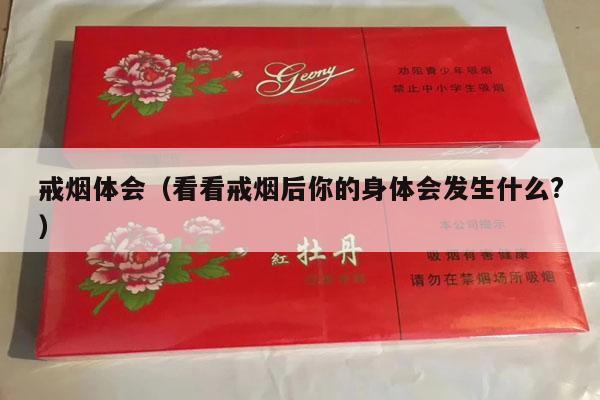 Geony
劝阻青少年吸烟
禁止中小学生吸烟
戒烟体会（看看戒烟后你的身体会发生什么?
）
本公司提示
紅牡丹
吸烟有害健康
请勿在禁烟场所吸烟